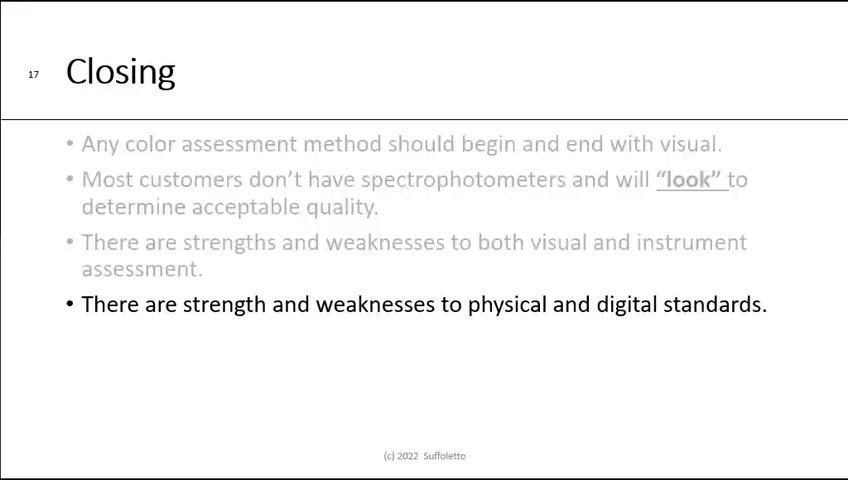 17
Closing
• Any color assessment method should begin and end with visual.
• Most customers don’t have spectrophotometers and will “look” to
determine acceptable quality.
• There are strengths and weaknesses to both visual and instrument
assessment.
• There are strength and weaknesses to physical and digital standards.
(c) 2022 Suffoletto